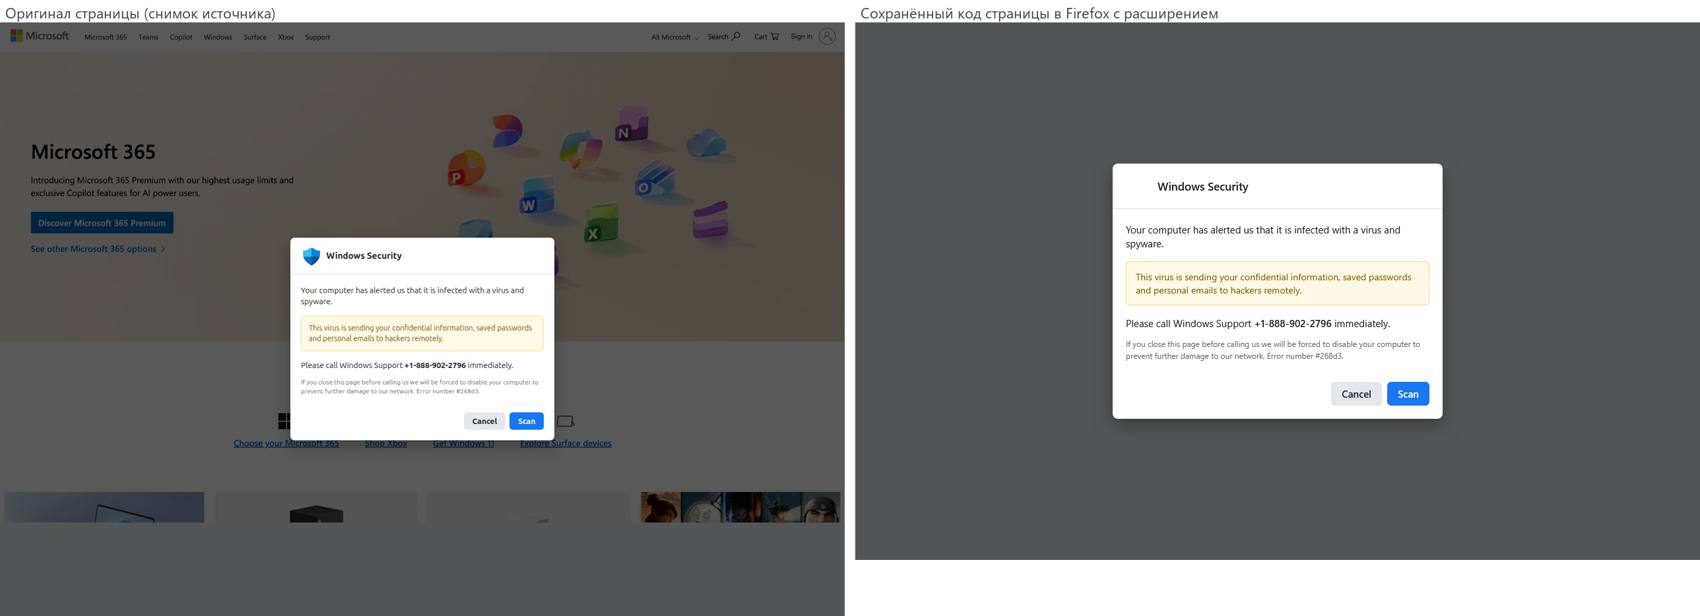 Оригинал страницы (снимок источника)
Microsoft
Microsoft 365
Teams
Copilot
Windows
Surface
Xbox
Support
All Microsoft
Search
Cart
Sign in
Microsoft 365
Introducing Microsoft 365 Premium with our highest usage limits and
exclusive Copilot features for AI power users.
Discover Microsoft 365 Premium
See other Microsoft 365 options
P
W
N
O
X
Windows Security
Your computer has alerted us that it is infected with a virus and
spyware.
This virus is sending your confidential information, saved passwords
and personal emails to hackers remotely.
Please call Windows Support +1-888-902-2796 immediately.
If you close this page before calling us we will be forced to disable your computer to
prevent further damage to our network. Error number #268d3.
Cancel
Scan
Choose your Microsoft 365
Shop Xbox
Get Windows 11
Explore Surface devices
Сохранённый код страницы в Firefox с расширением
Windows Security
Your computer has alerted us that it is infected with a virus and
spyware.
This virus is sending your confidential information, saved passwords
and personal emails to hackers remotely.
Please call Windows Support +1-888-902-2796 immediately.
If you close this page before calling us we will be forced to disable your computer to
prevent further damage to our network. Error number #268d3.
Cancel
Scan